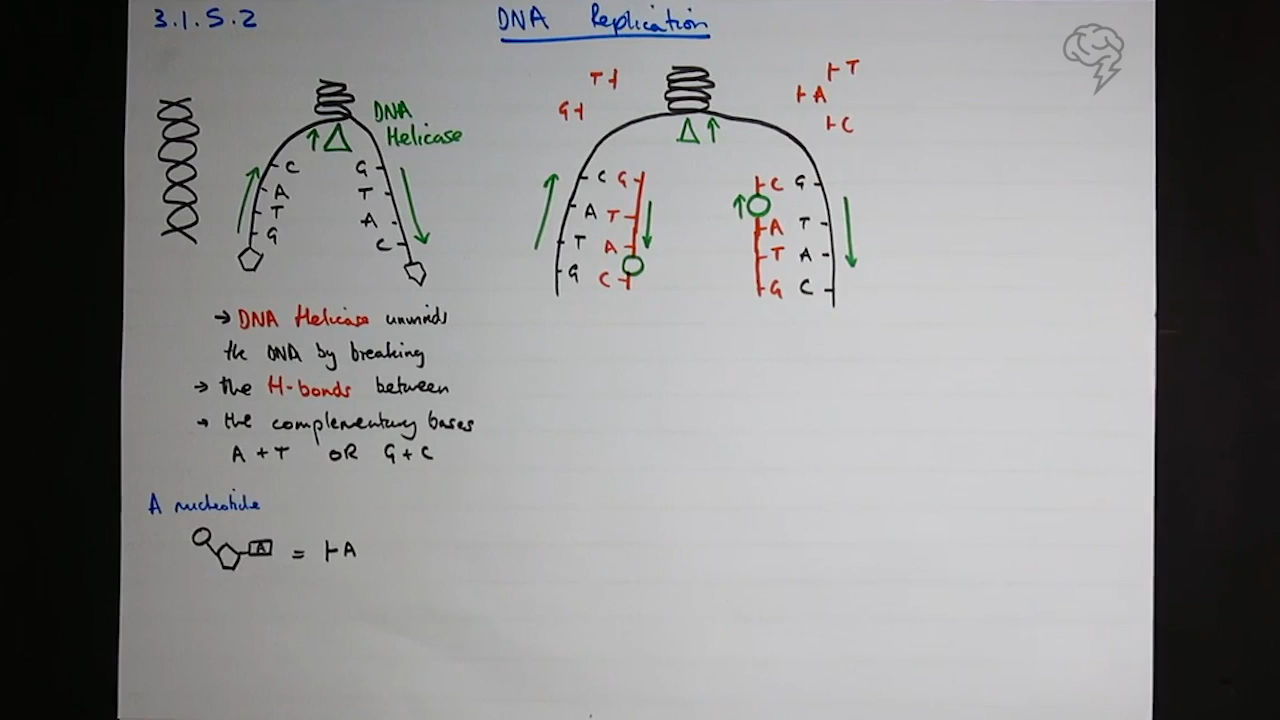 3.1.5.2
DNA Replication
DNA
Helicase
C
A
T
G
G
T
A
C
T
G
T
A
C
C G
A T
T A
G C
C G
A T
T A
G C
→ DNA Helicase unwinds
the DNA by breaking
→ the H-bonds between
→ the complementary bases
A + T OR G + C
A nucleotide
A = A